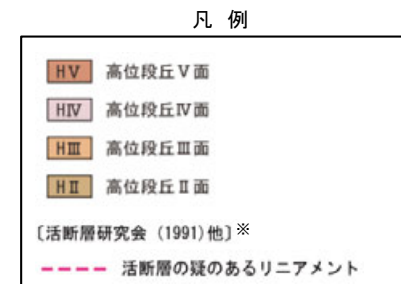 凡 例
HⅤ 高位段丘Ⅴ面
HⅣ 高位段丘Ⅳ面
HⅢ 高位段丘Ⅲ面
HⅡ 高位段丘Ⅱ面
〔活断層研究会 (1991)他〕※
活断層の疑のあるリニアメント